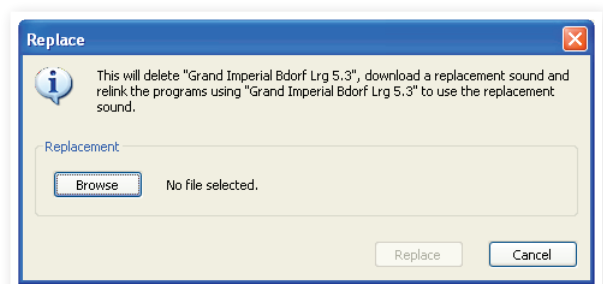 Replace
This will delete "Grand Imperial Bdorf Lrg 5.3", download a replacement sound and
relink the programs using "Grand Imperial Bdorf Lrg 5.3" to use the replacement
sound.
Replacement
Browse No file selected.
Replace Cancel